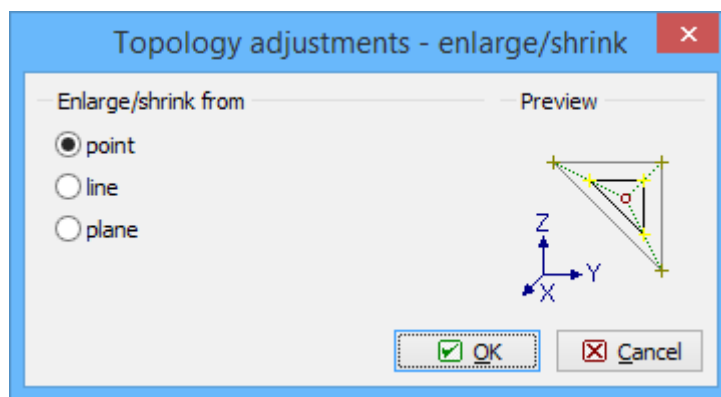 Topology adjustments - enlarge/shrink
Enlarge/shrink from
Preview
point
line
plane
Z
Y
X
OK
Cancel